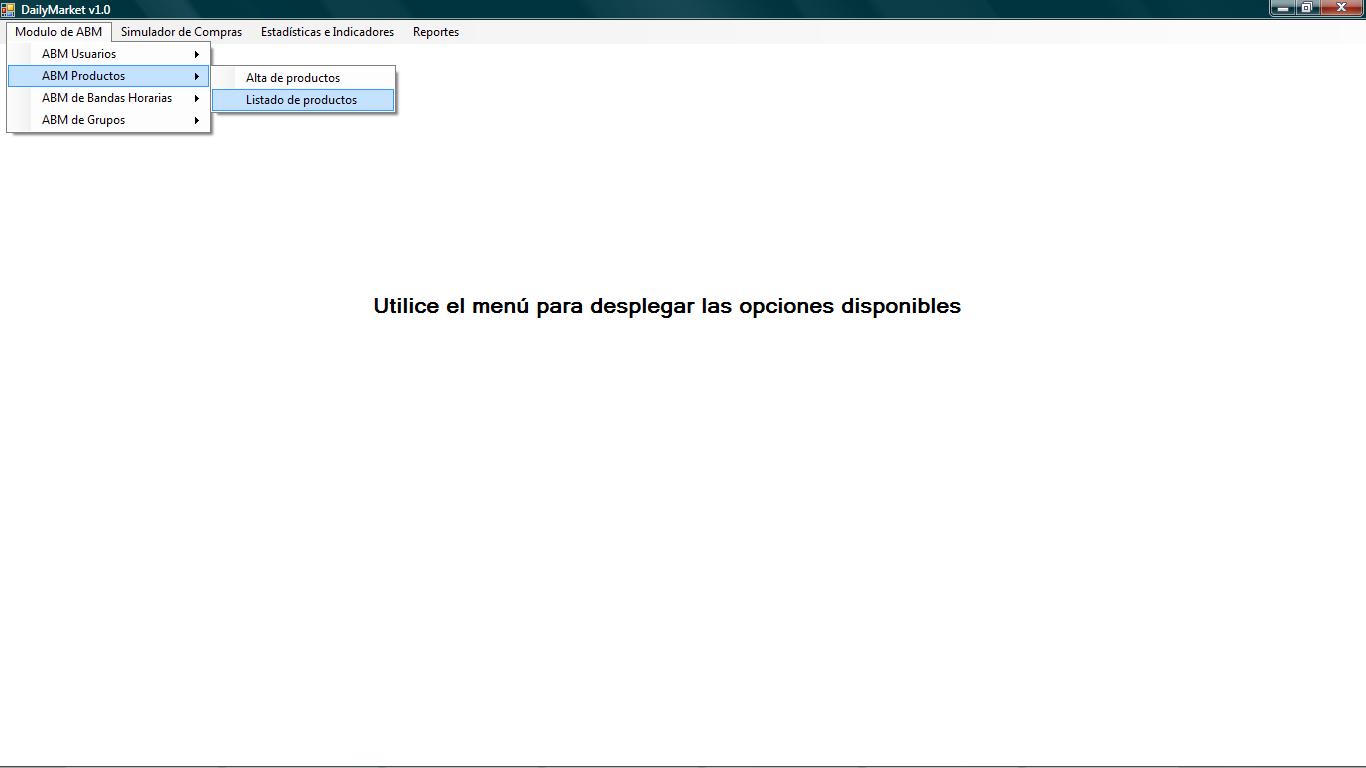 DailyMarket v1.0
Modulo de ABM Simulador de Compras Estadísticas e Indicadores Reportes
ABM Usuarios
ABM Productos
ABM de Bandas Horarias
ABM de Grupos
Alta de productos
Listado de productos
Utilice el menú para desplegar las opciones disponibles